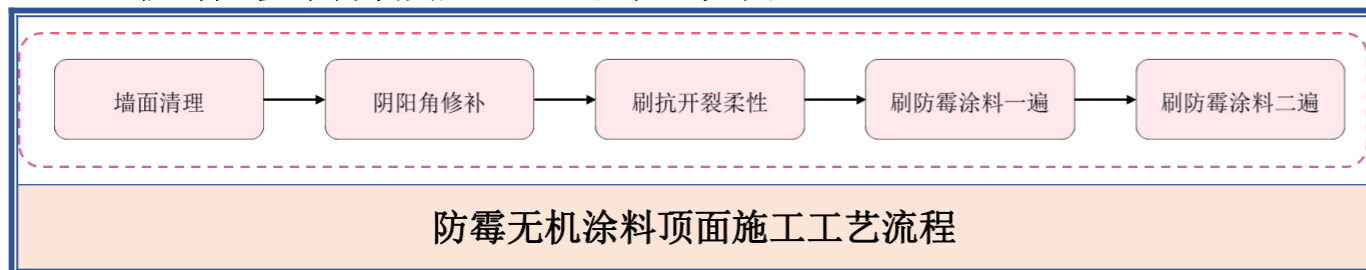 墙面清理
阴阳角修补
刷抗开裂柔性
刷防霉涂料一遍
刷防霉涂料二遍
防霉无机涂料顶面施工工艺流程